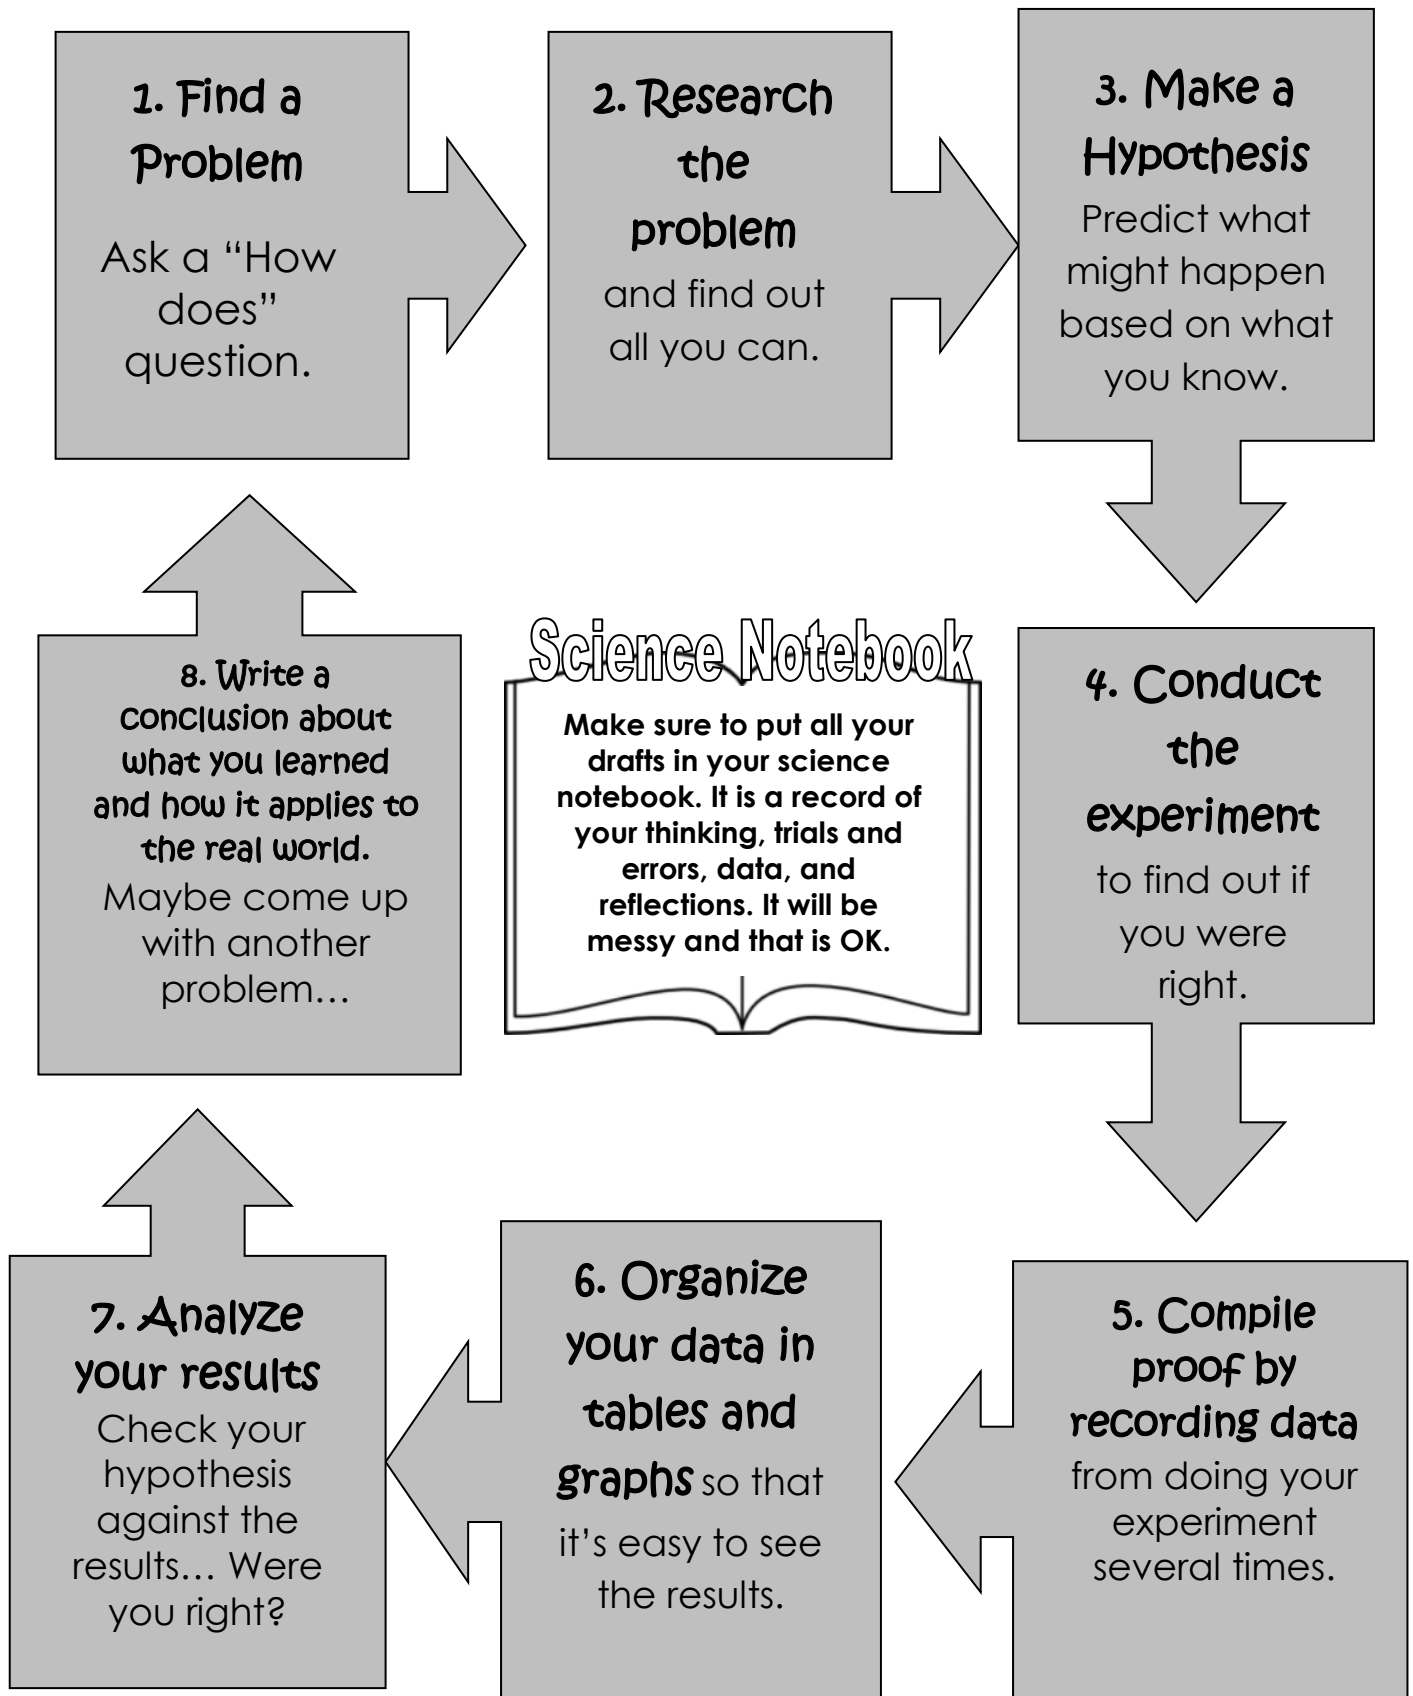 1. Find a
Problem
Ask a “How
does”
question.
2. Research
the
problem
and find out
all you can.
3. Make a
Hypothesis
Predict what
might happen
based on what
you know.
4. Conduct
the
experiment
to find out if
you were
right.
5. Compile
proof by
recording data
from doing your
experiment
several times.
6. Organize
your data in
tables and
graphs so that
it’s easy to see
the results.
7. Analyze
your results
Check your
hypothesis
against the
results… Were
you right?
8. Write a
conclusion about
what you learned
and how it applies to
the real world.
Maybe come up
with another
problem…
Science Notebook
Make sure to put all your
drafts in your science
notebook. It is a record of
your thinking, trials and
errors, data, and
reflections. It will be
messy and that is OK.